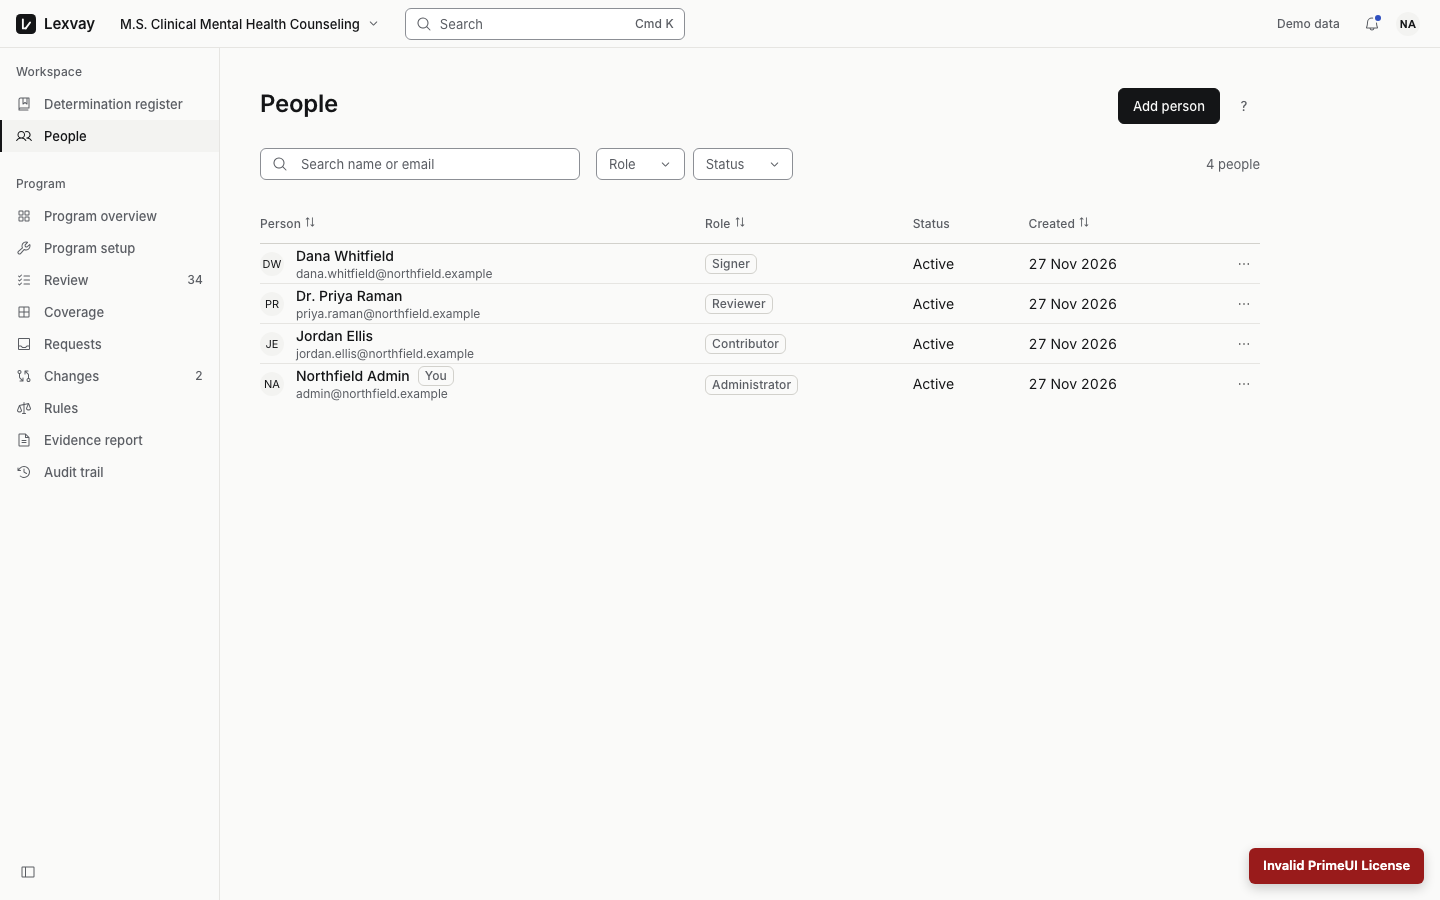 Lexvay
M.S. Clinical Mental Health Counseling
Search
Cmd K
Demo data
NA
Workspace
Determination register
People
Program
Program overview
Program setup
Review 34
Coverage
Requests
Changes 2
Rules
Evidence report
Audit trail
People
Add person
?
Search name or email
Role
Status
4 people
Person Role Status Created
DW Dana Whitfield Signer Active 27 Nov 2026 ...
dana.whitfield@northfield.example
PR Dr. Priya Raman Reviewer Active 27 Nov 2026 ...
priya.raman@northfield.example
JE Jordan Ellis Contributor Active 27 Nov 2026 ...
jordan.ellis@northfield.example
NA Northfield Admin You Administrator Active 27 Nov 2026 ...
admin@northfield.example
Invalid PrimeUI License